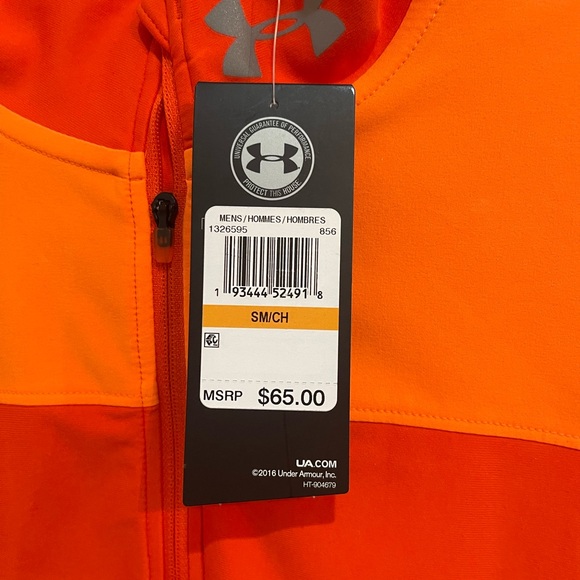 UNIVERSAL GUARANTEE OF PERFORMANCE
PROTECT THIS HOUSE
MENS / HOMMES / HOMBRES
1326595 856
1 93444 52491 8
SM/CH
MSRP $65.00
UA.COM
©2016 Under Armour, Inc.
HT-904679